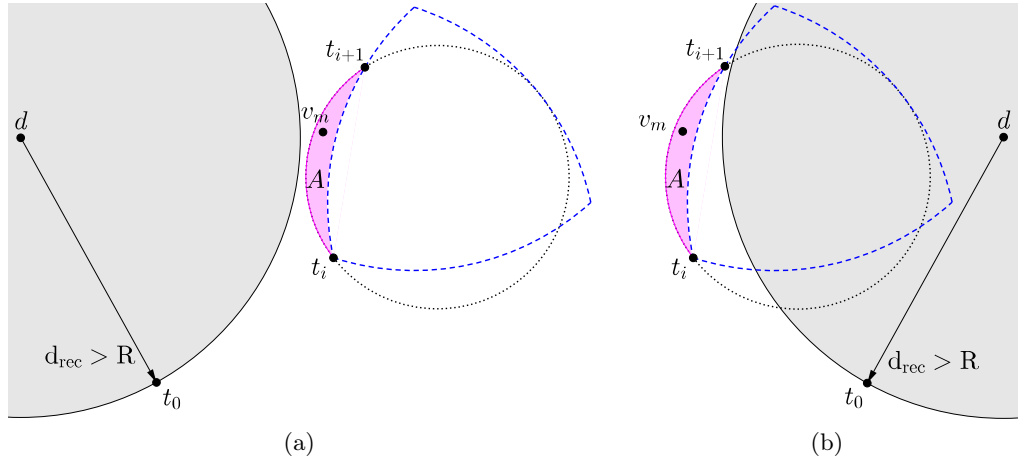 t_{i+1}
v_m
d
A
t_i
d_rec > R
t_0
(a)
t_{i+1}
v_m
d
A
t_i
d_rec > R
t_0
(b)